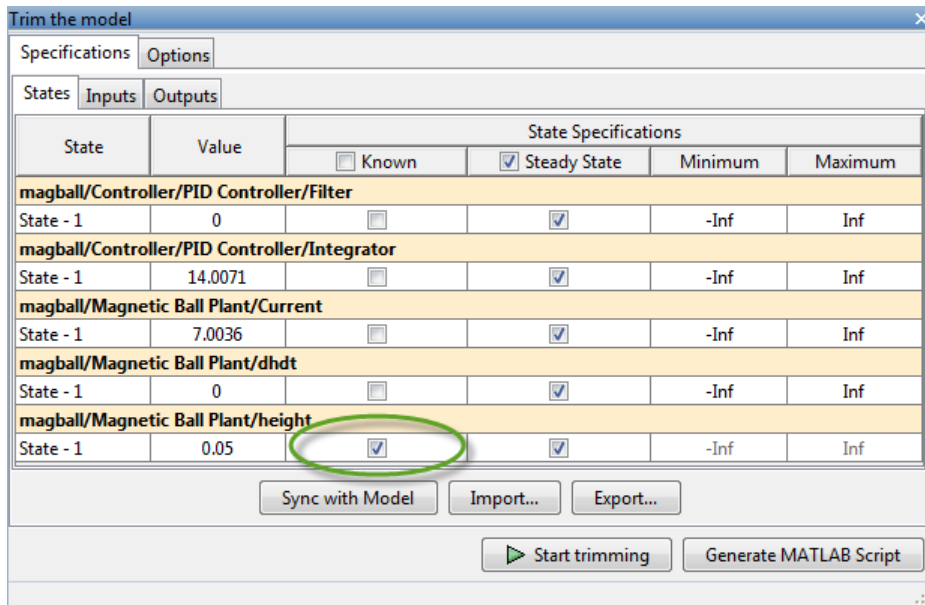 Trim the model
Specifications Options
States Inputs Outputs
State Value State Specifications
Known Steady State Minimum Maximum
magball/Controller/PID Controller/Filter
State - 1 0 -Inf Inf
magball/Controller/PID Controller/Integrator
State - 1 14.0071 -Inf Inf
magball/Magnetic Ball Plant/Current
State - 1 7.0036 -Inf Inf
magball/Magnetic Ball Plant/dhdt
State - 1 0 -Inf Inf
magball/Magnetic Ball Plant/height
State - 1 0.05 -Inf Inf
Sync with Model Import... Export...
Start trimming Generate MATLAB Script